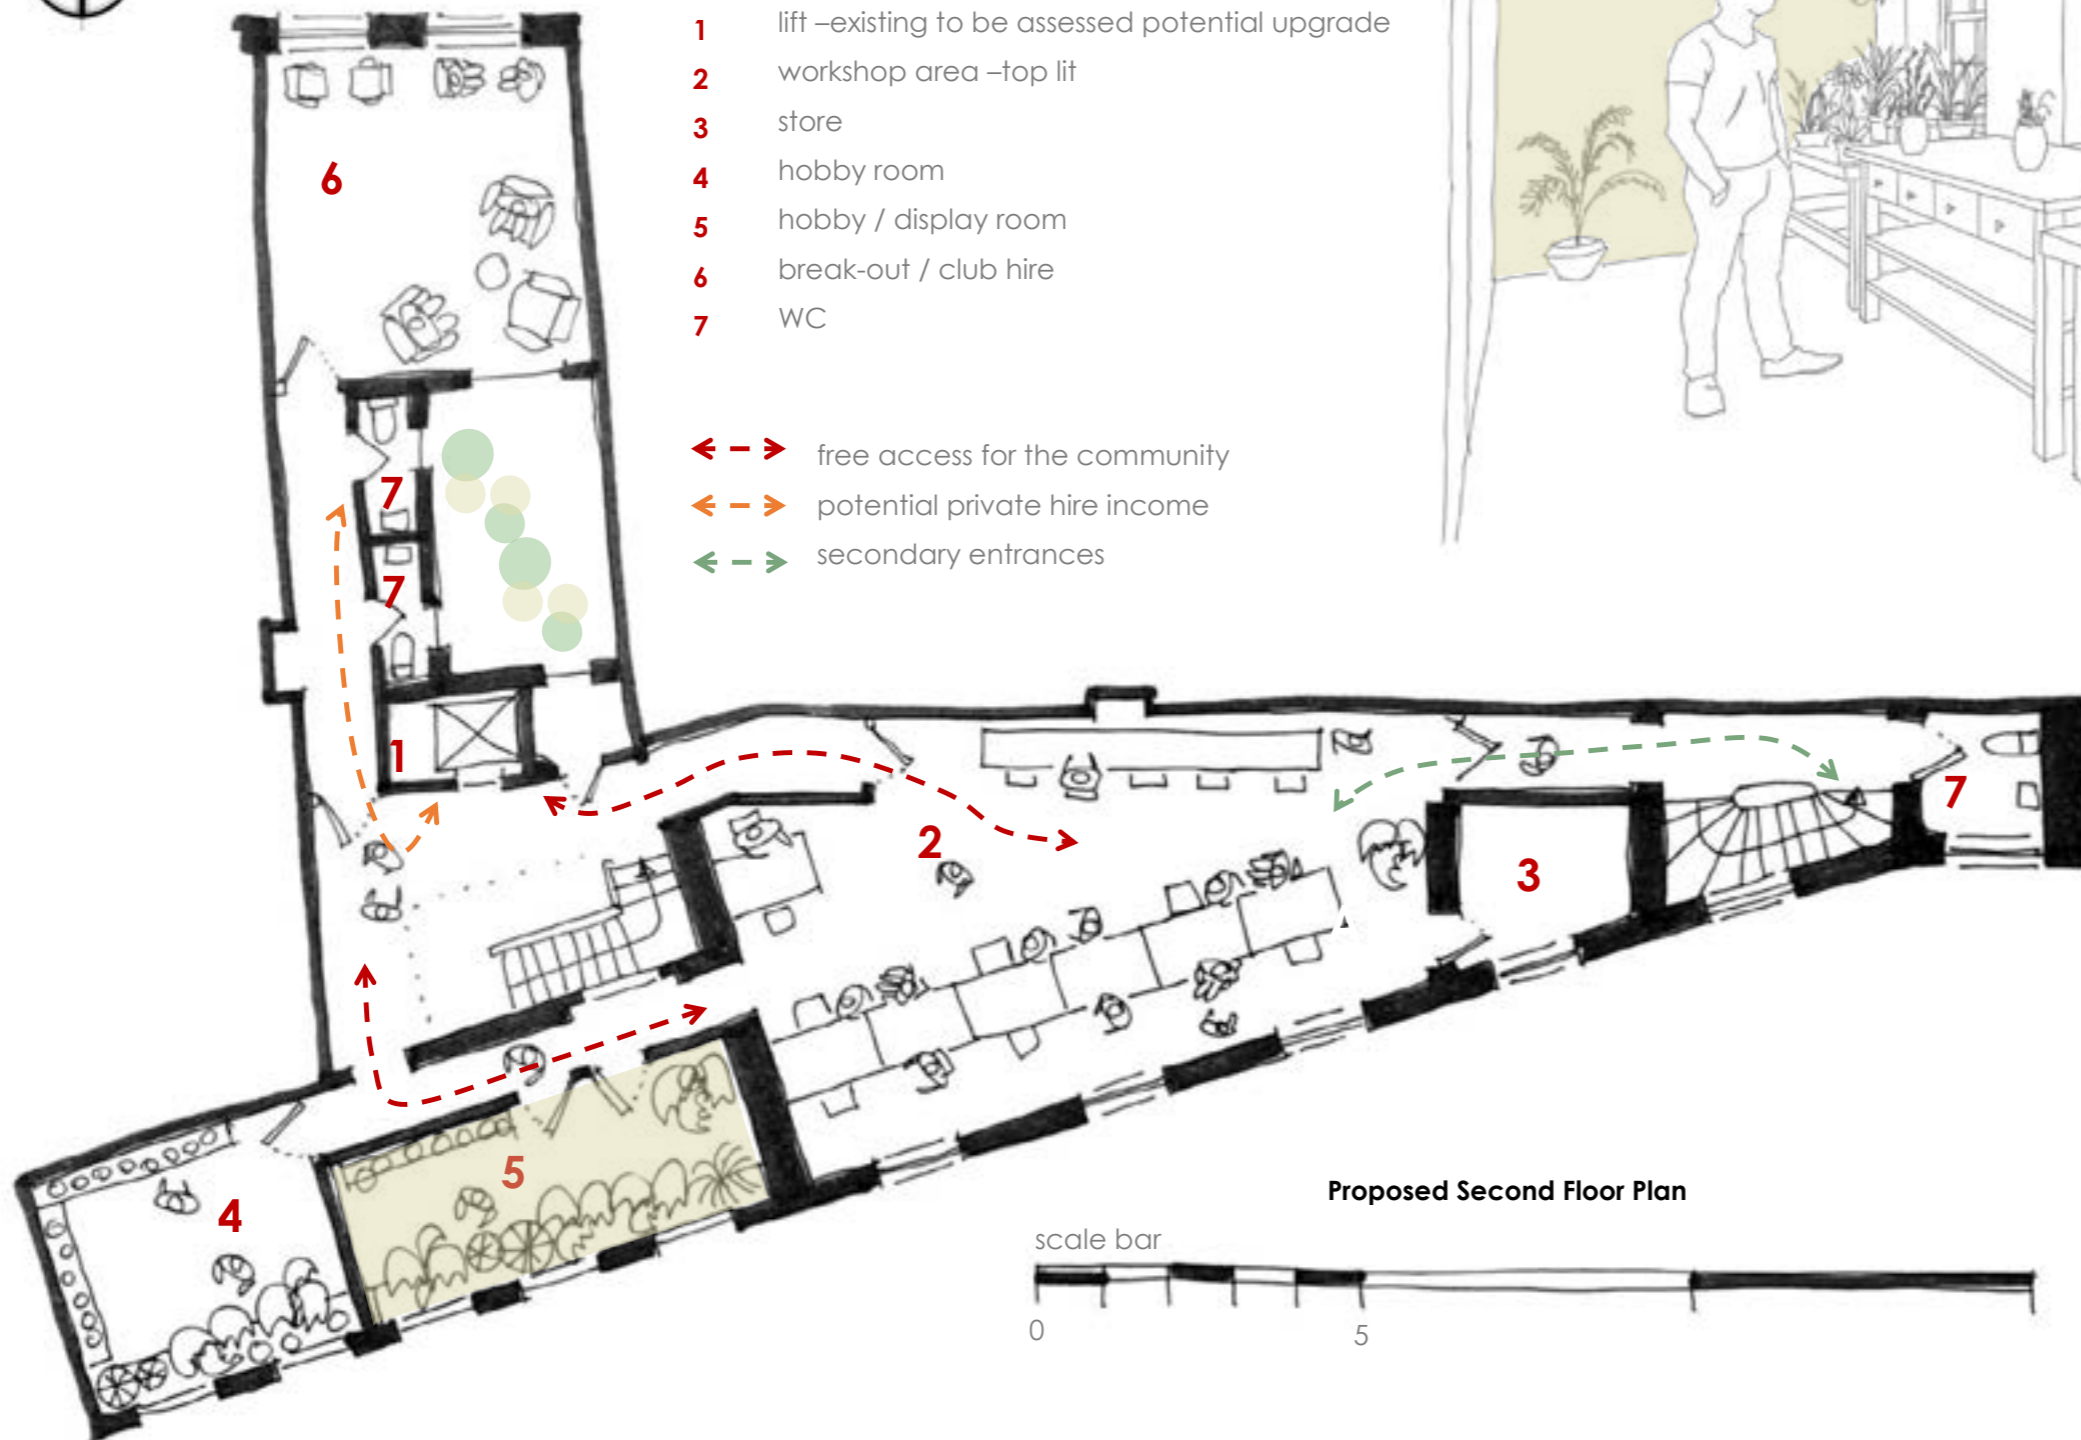 1 lift –existing to be assessed potential upgrade
2 workshop area –top lit
3 store
4 hobby room
5 hobby / display room
6 break-out / club hire
7 WC
free access for the community
potential private hire income
secondary entrances
6
7
7
1
2
3
7
5
4
Proposed Second Floor Plan
scale bar
0 5